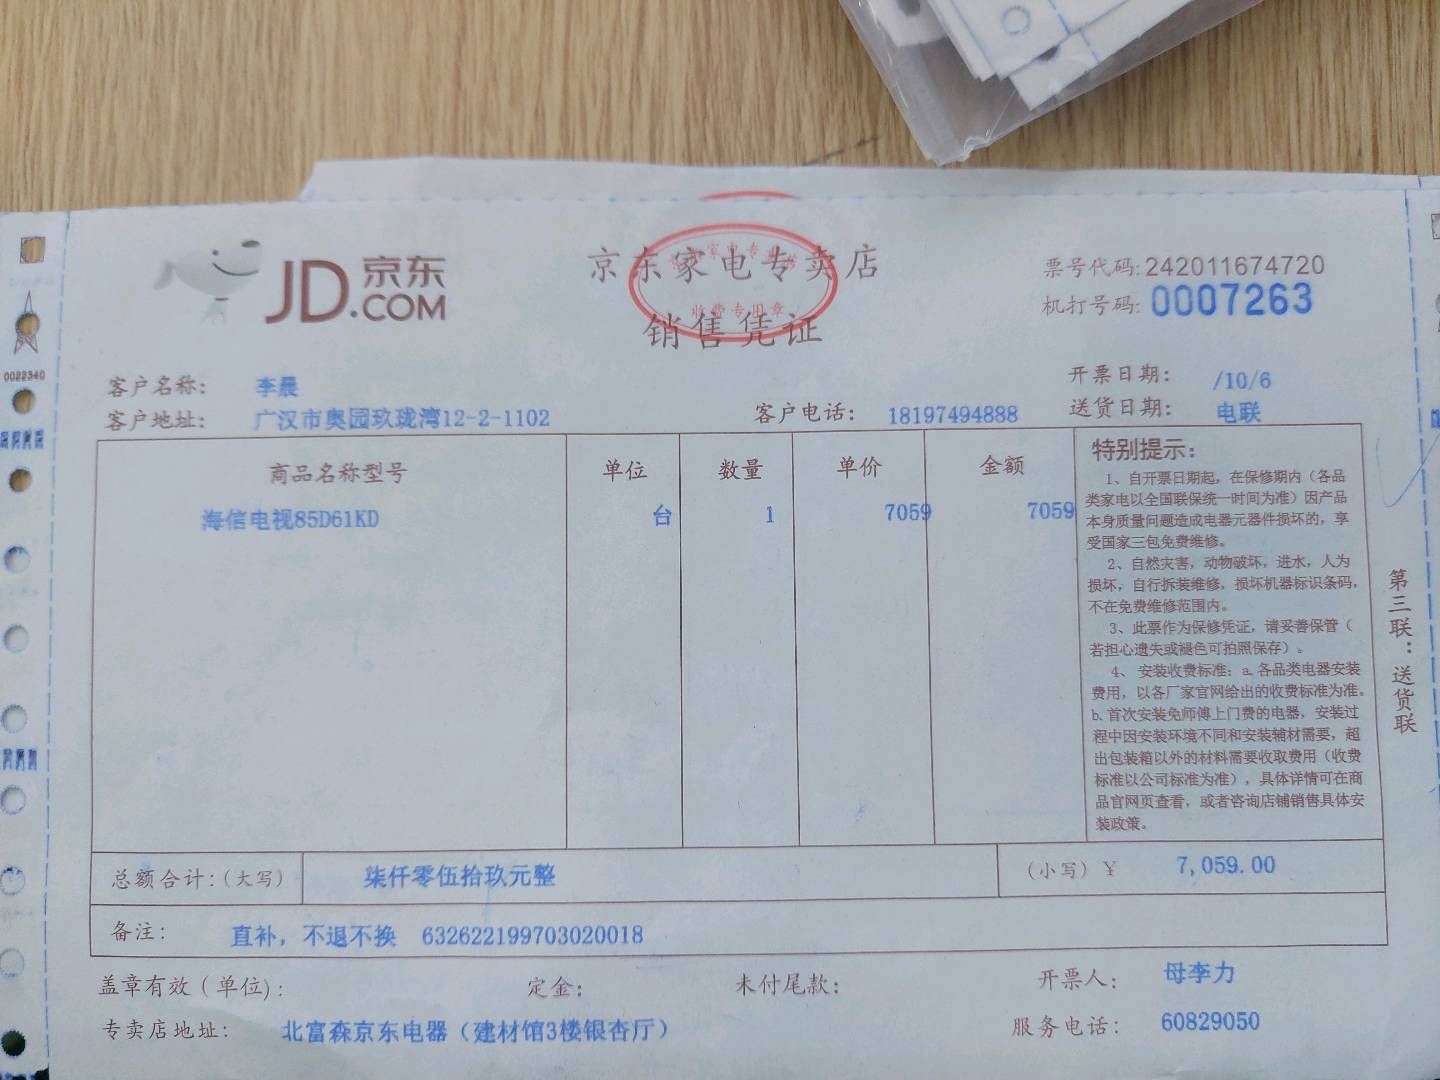 JD.COM 京东
京东家电专卖店
销售凭证
收费专用章
票号代码:242011674720
机打号码:0007263
0022340
客户名称: 李晨
开票日期: /10/6
客户地址: 广汉市奥园玖珑湾12-2-1102
客户电话: 18197494888
送货日期: 电联
商品名称型号 单位 数量 单价 金额
海信电视85D61KD 台 1 7059 7059
特别提示:
1、自开票日期起,在保修期内(各品
类家电以全国联保统一时间为准)因产品
本身质量问题造成电器元器件损坏的,享
受国家三包免费维修。
2、自然灾害,动物破坏,进水,人为
损坏,自行拆装维修,损坏机器标识条码,
不在免费维修范围内。
3、此票作为保修凭证,请妥善保管(
若担心遗失或褪色可拍照保存)。
4、安装收费标准:a.各品类电器安装
费用,以各厂家官网给出的收费标准为准。
b.首次安装免师傅上门费的电器,安装过
程中因安装环境不同和安装辅材需要,超
出包装箱以外的材料需要收取费用(收费
标准以公司标准为准),具体详情可在商
品官网页查看,或者咨询店铺销售具体安
装政策。
第三联:送货联
总额合计:(大写) 柒仟零伍拾玖元整 (小写)¥ 7,059.00
备注: 直补,不退不换 632622199703020018
盖章有效(单位): 定金: 未付尾款: 开票人: 母李力
专卖店地址: 北富森京东电器(建材馆3楼银杏厅) 服务电话: 60829050